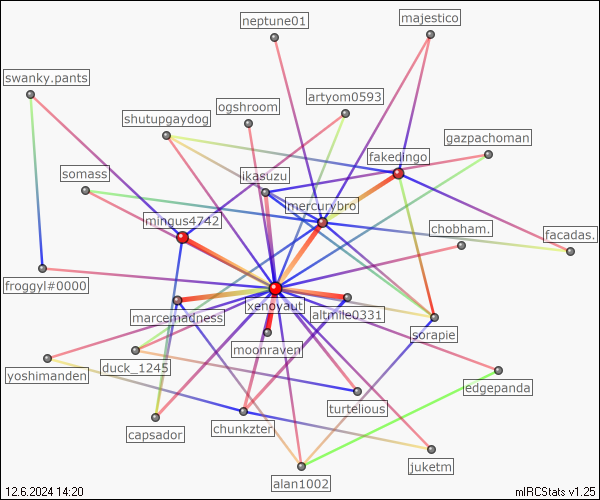 neptune01
majestico
swanky.pants
artyom0593
ogshroom
shutupgaydog
gazpachoman
fakedingo
somass
ikasuzu
mercurybro
mingus4742
chobham.
facadas.
froggyl#0000
xenoyaut
altmile0331
marcemadness
sorapie
moonraven
duck_1245
yoshimanden
edgepanda
turtelious
capsador
chunkzter
juketm
alan1002
12.6.2024 14:20
mIRCStats v1.25